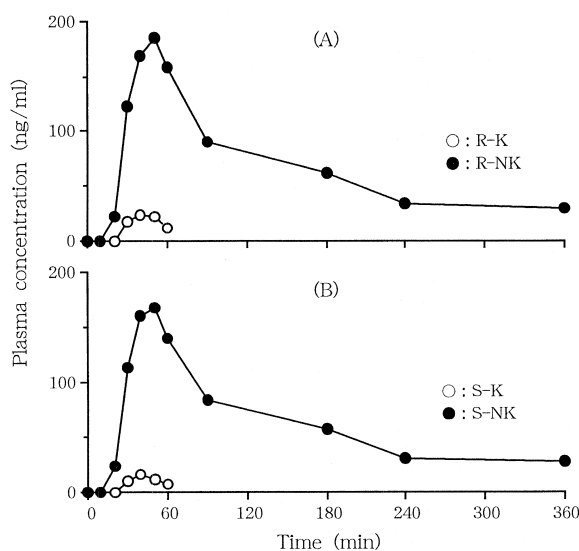 200
(A)
Plasma concentration (ng/ml)
100
○ : R-K
● : R-NK
0
200
(B)
100
○ : S-K
● : S-NK
0
0 60 120 180 240 300 360
Time (min)